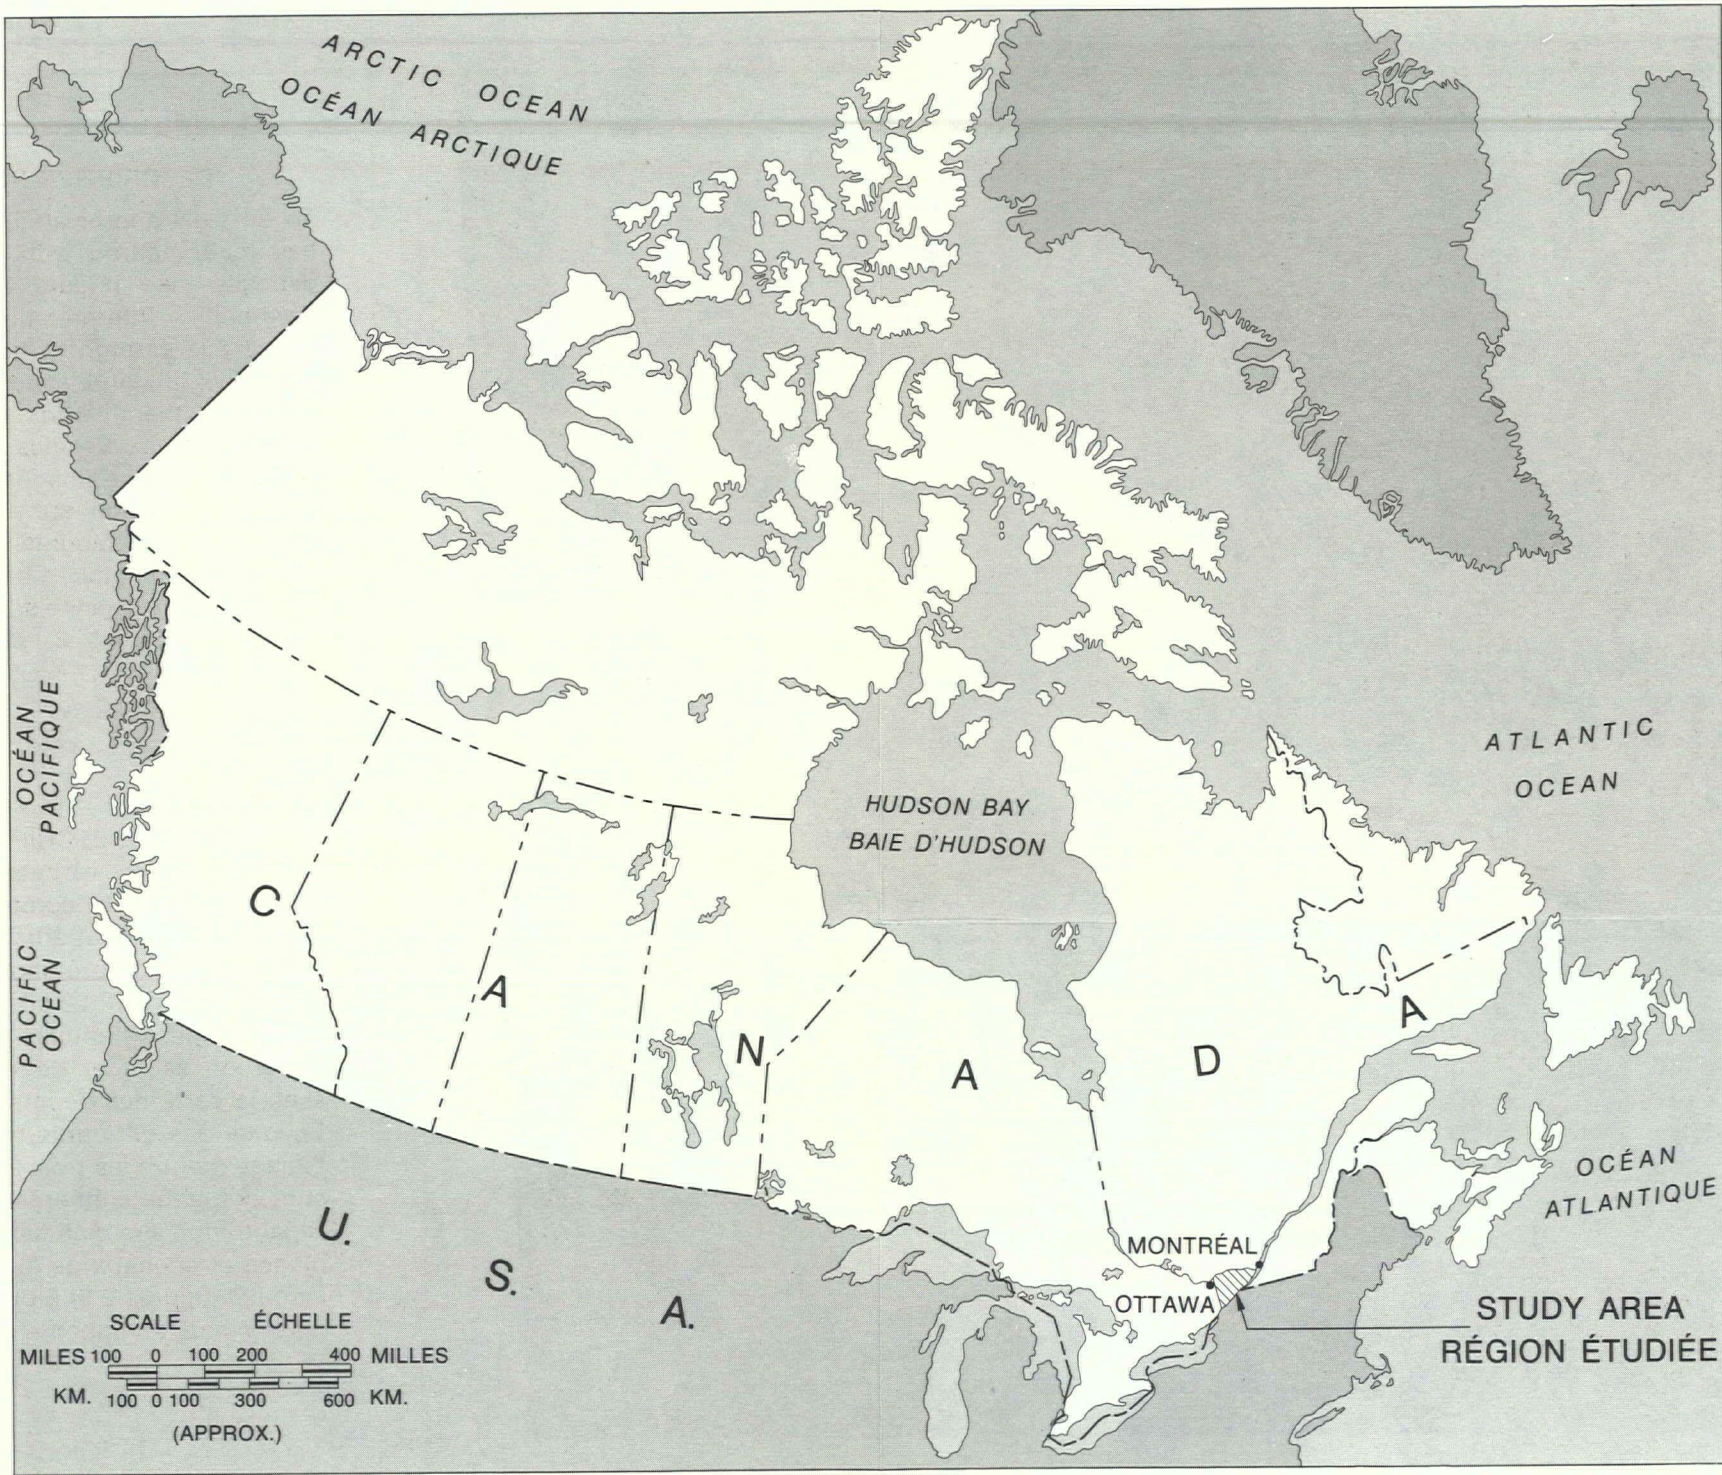 ARCTIC OCEAN
OCÉAN ARCTIQUE
OCÉAN
PACIFIQUE
PACIFIC
OCEAN
HUDSON BAY
BAIE D'HUDSON
ATLANTIC
OCEAN
OCÉAN
ATLANTIQUE
C A N A D A
U. S. A.
MONTRÉAL
OTTAWA
STUDY AREA
RÉGION ÉTUDIÉE
SCALE ÉCHELLE
MILES 100 0 100 200 400 MILLES
KM. 100 0 100 300 600 KM.
(APPROX.)